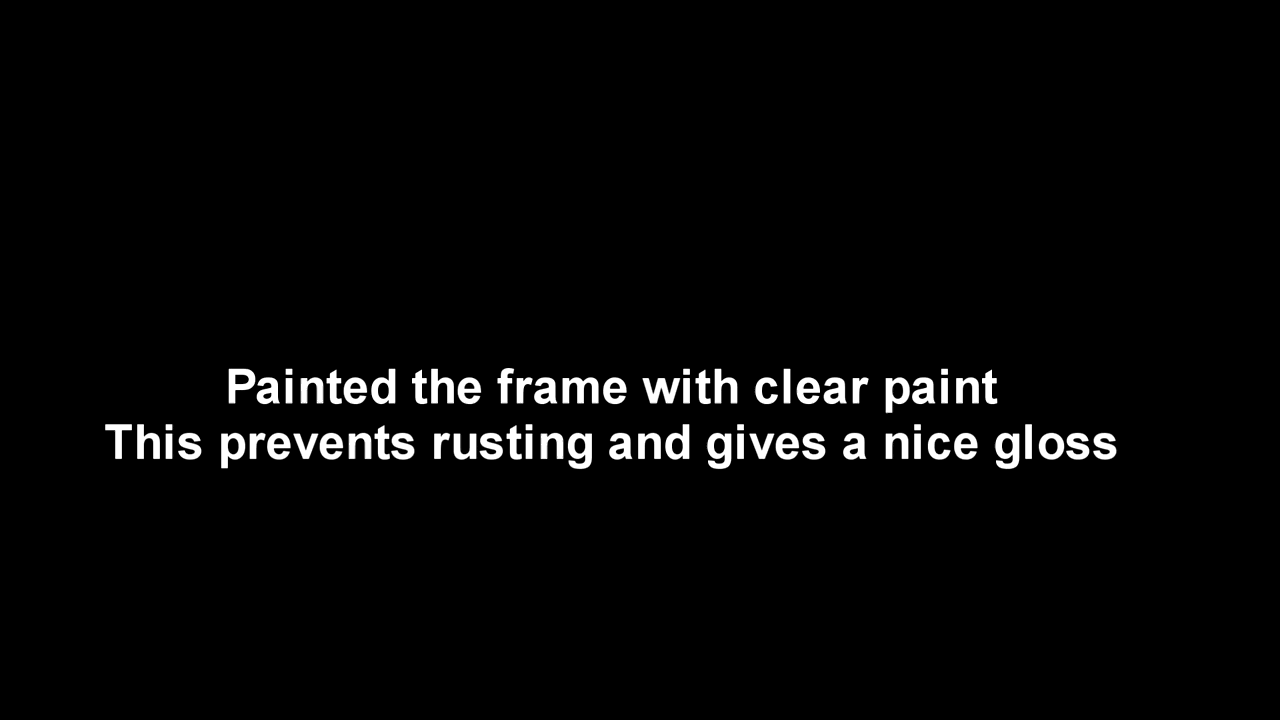 Painted the frame with clear paint
This prevents rusting and gives a nice gloss